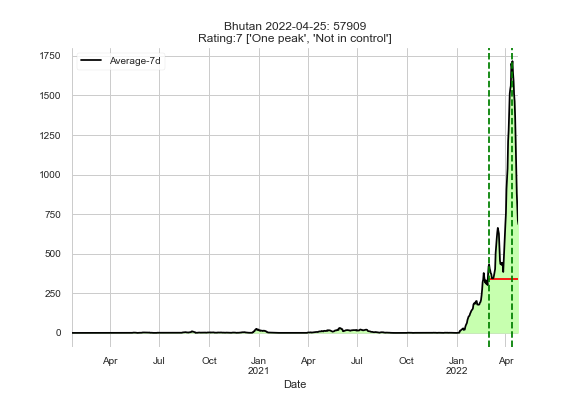 Bhutan 2022-04-25: 57909
Rating:7 ['One peak', 'Not in control']
Average-7d
1750
1500
1250
1000
750
500
250
0
Apr Jul Oct Jan Apr Jul Oct Jan Apr
2021 2022
Date